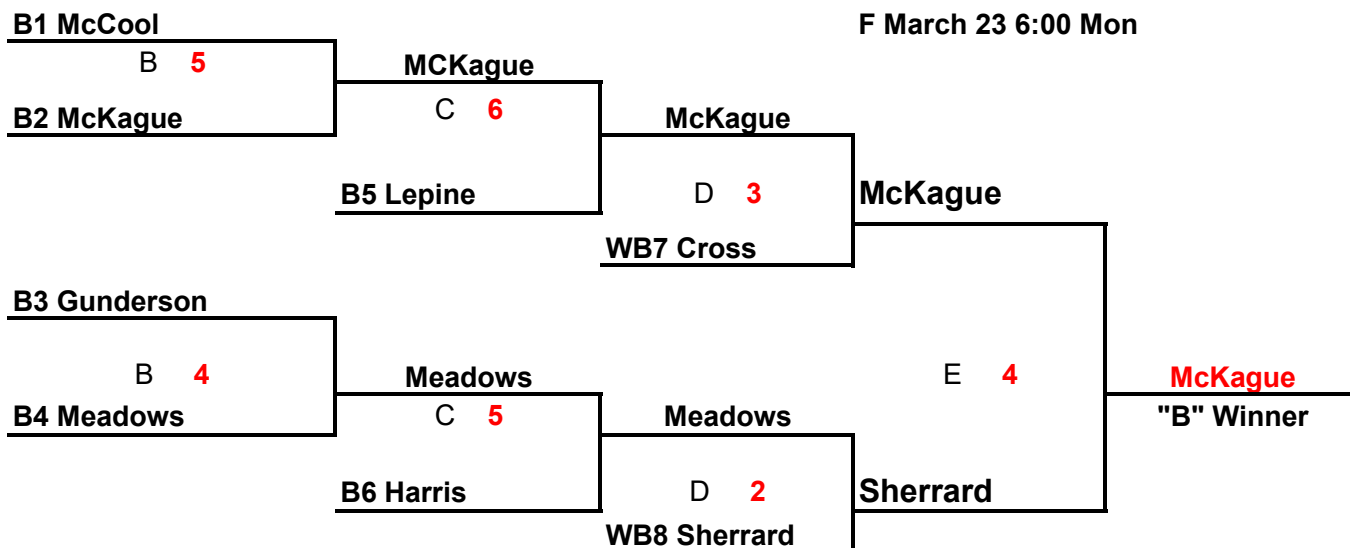 B1 McCool
F March 23 6:00 Mon
B 5
MCKague
C 6
B2 McKague
McKague
B5 Lepine
D 3
McKague
WB7 Cross
B3 Gunderson
B 4
Meadows
E 4
McKague
B4 Meadows
C 5
Meadows
"B" Winner
B6 Harris
D 2
Sherrard
WB8 Sherrard